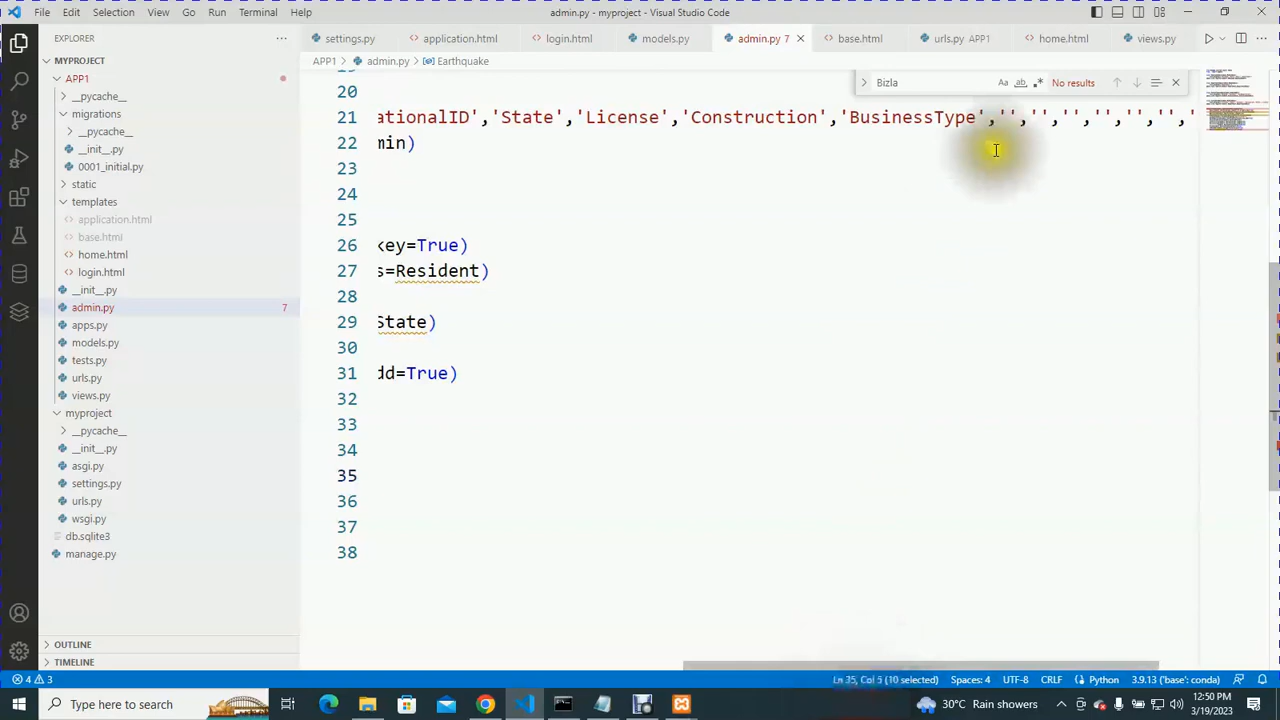 File Edit Selection View Go Run Terminal Help
admin.py - myproject - Visual Studio Code
EXPLORER
settings.py
application.html
login.html
models.py
admin.py 7
base.html
urls.py APP1
home.html
views.py
MYPROJECT
APP1 > admin.py > Earthquake
Bizla
Aa ab No results
APP1
__pycache__
migrations
__pycache__
__init__.py
0001_initial.py
static
templates
application.html
base.html
home.html
login.html
__init__.py
admin.py 7
apps.py
models.py
tests.py
urls.py
views.py
myproject
__pycache__
__init__.py
asgi.py
settings.py
urls.py
wsgi.py
db.sqlite3
manage.py
OUTLINE
TIMELINE
20
21 ationalID','State','License','Construction','BusinessType','','','','','','','
22 min)
23
24
25
26 key=True)
27 s=Resident)
28
29 State)
30
31 dd=True)
32
33
34
35
36
37
38
4 3
Ln 35, Col 5 (10 selected) Spaces: 4 UTF-8 CRLF Python 3.9.13 ('base': conda)
Type here to search
20°C Rain showers
12:50 PM
3/19/2023